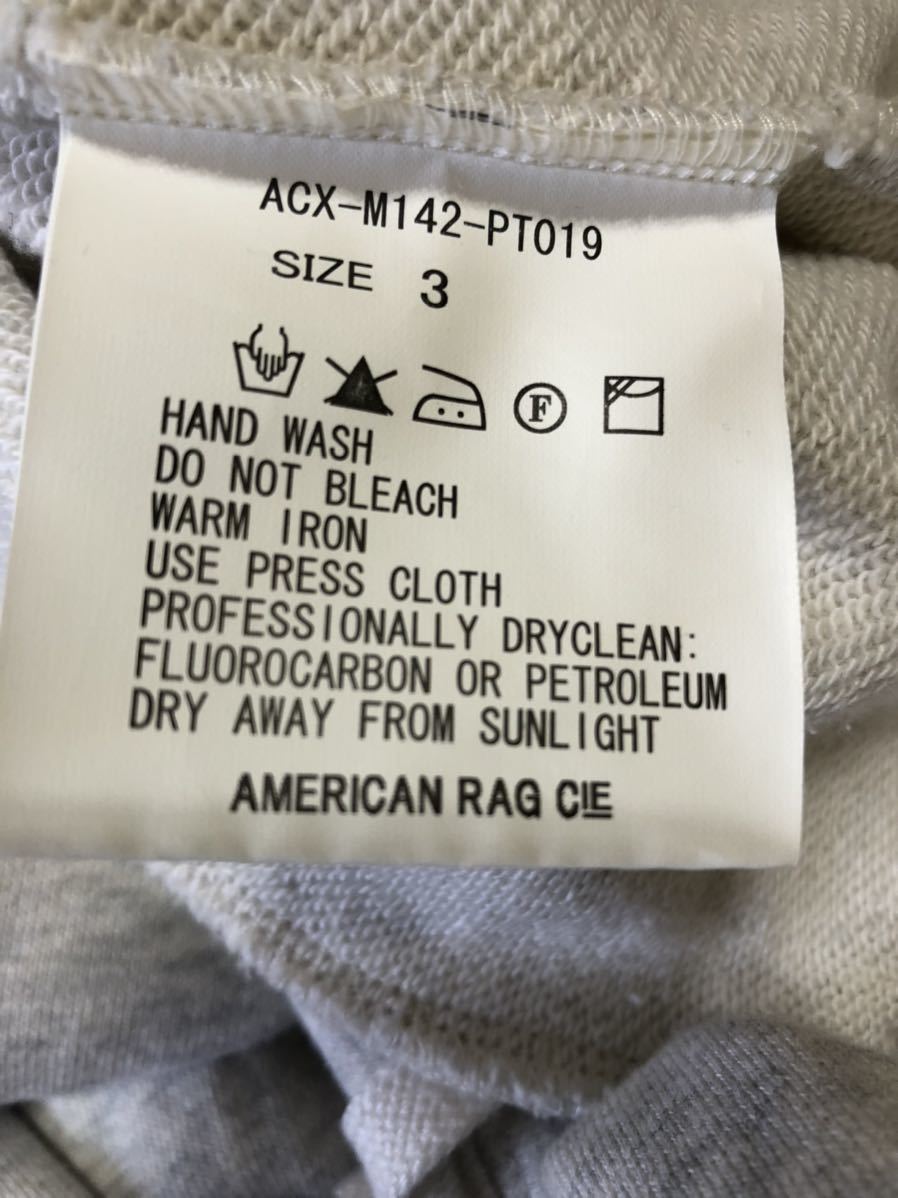 ACX-M142-PT019
SIZE 3
F
HAND WASH
DO NOT BLEACH
WARM IRON
USE PRESS CLOTH
PROFESSIONALLY DRYCLEAN:
FLUOROCARBON OR PETROLEUM
DRY AWAY FROM SUNLIGHT
AMERICAN RAG CIE